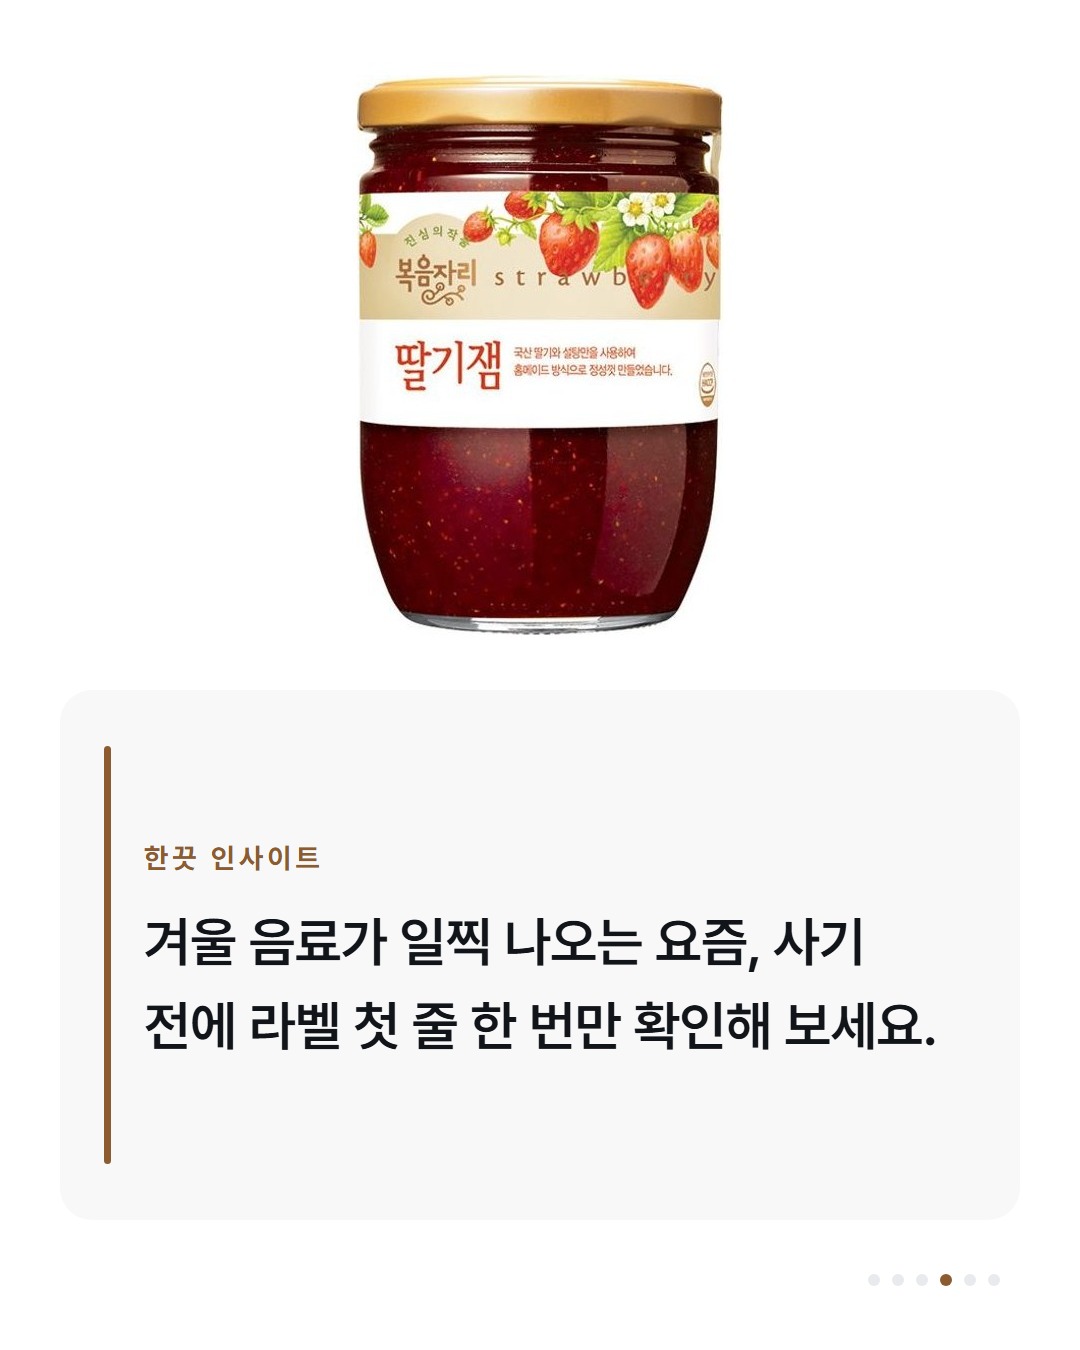 진심의작품
복음자리 strawberry
딸기잼
국산 딸기와 설탕만을 사용하여
홈메이드 방식으로 정성껏 만들었습니다.
HACCP
한끗 인사이트
겨울 음료가 일찍 나오는 요즘, 사기
전에 라벨 첫 줄 한 번만 확인해 보세요.